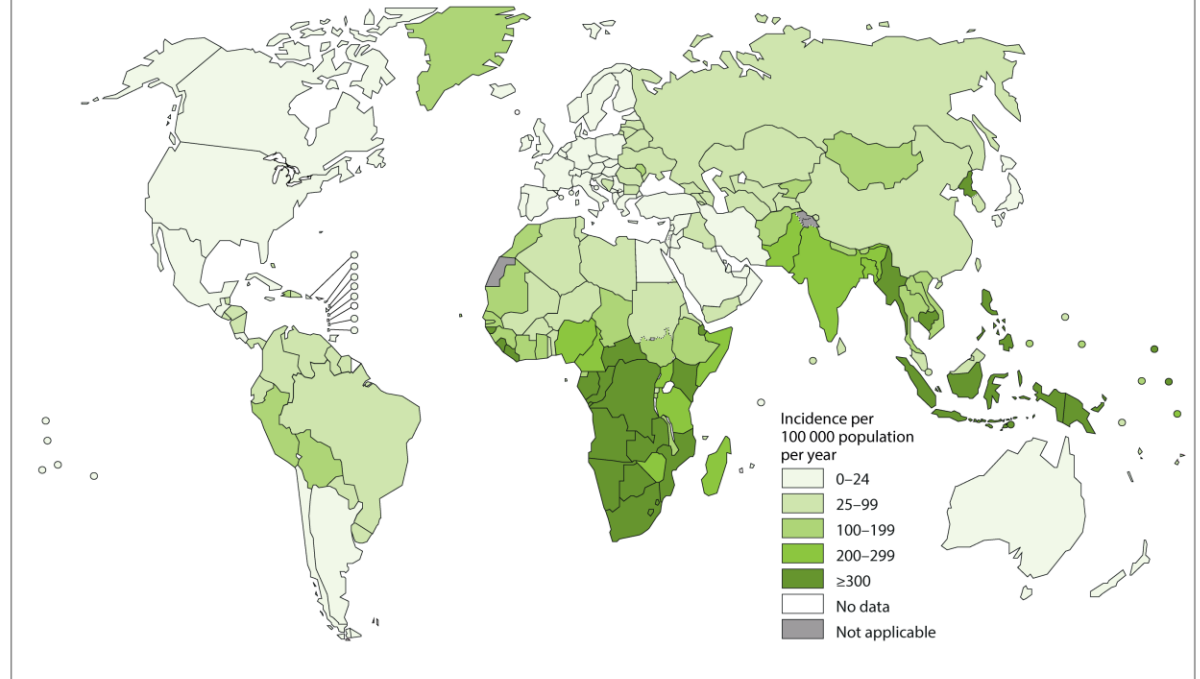 Incidence per
100 000 population
per year
0–24
25–99
100–199
200–299
≥300
No data
Not applicable